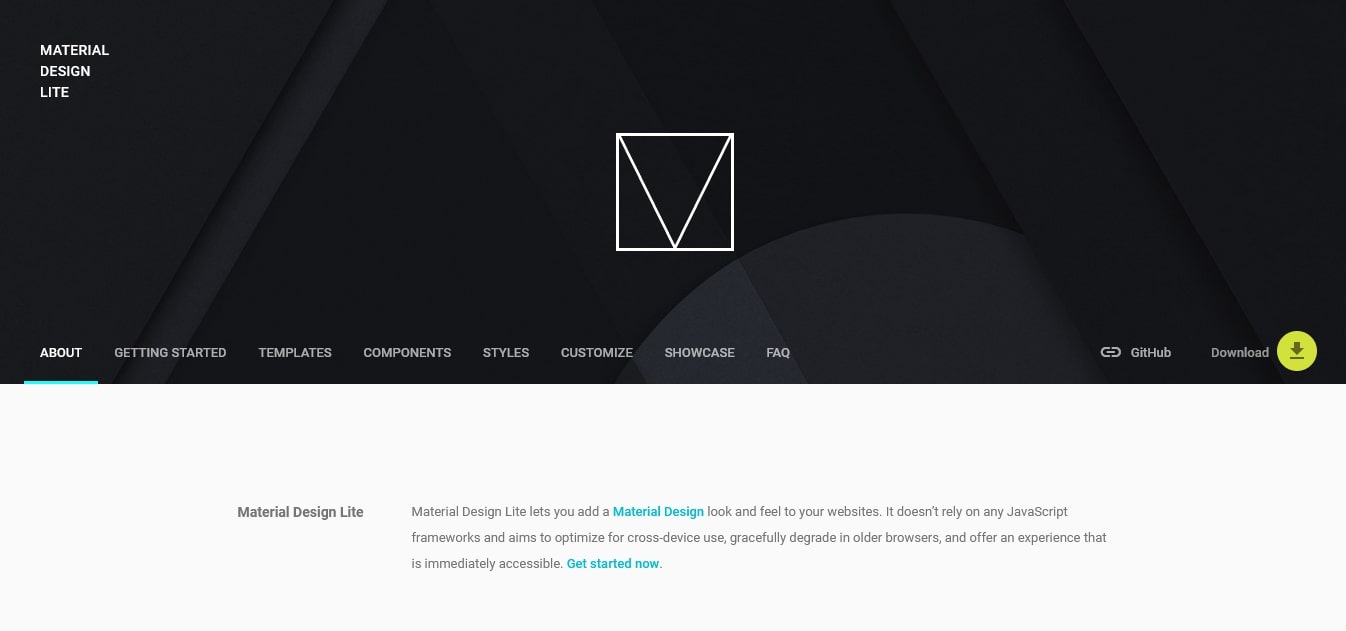 MATERIAL
DESIGN
LITE
ABOUT GETTING STARTED TEMPLATES COMPONENTS STYLES CUSTOMIZE SHOWCASE FAQ GitHub Download
Material Design Lite
Material Design Lite lets you add a Material Design look and feel to your websites. It doesn’t rely on any JavaScript
frameworks and aims to optimize for cross-device use, gracefully degrade in older browsers, and offer an experience that
is immediately accessible. Get started now.